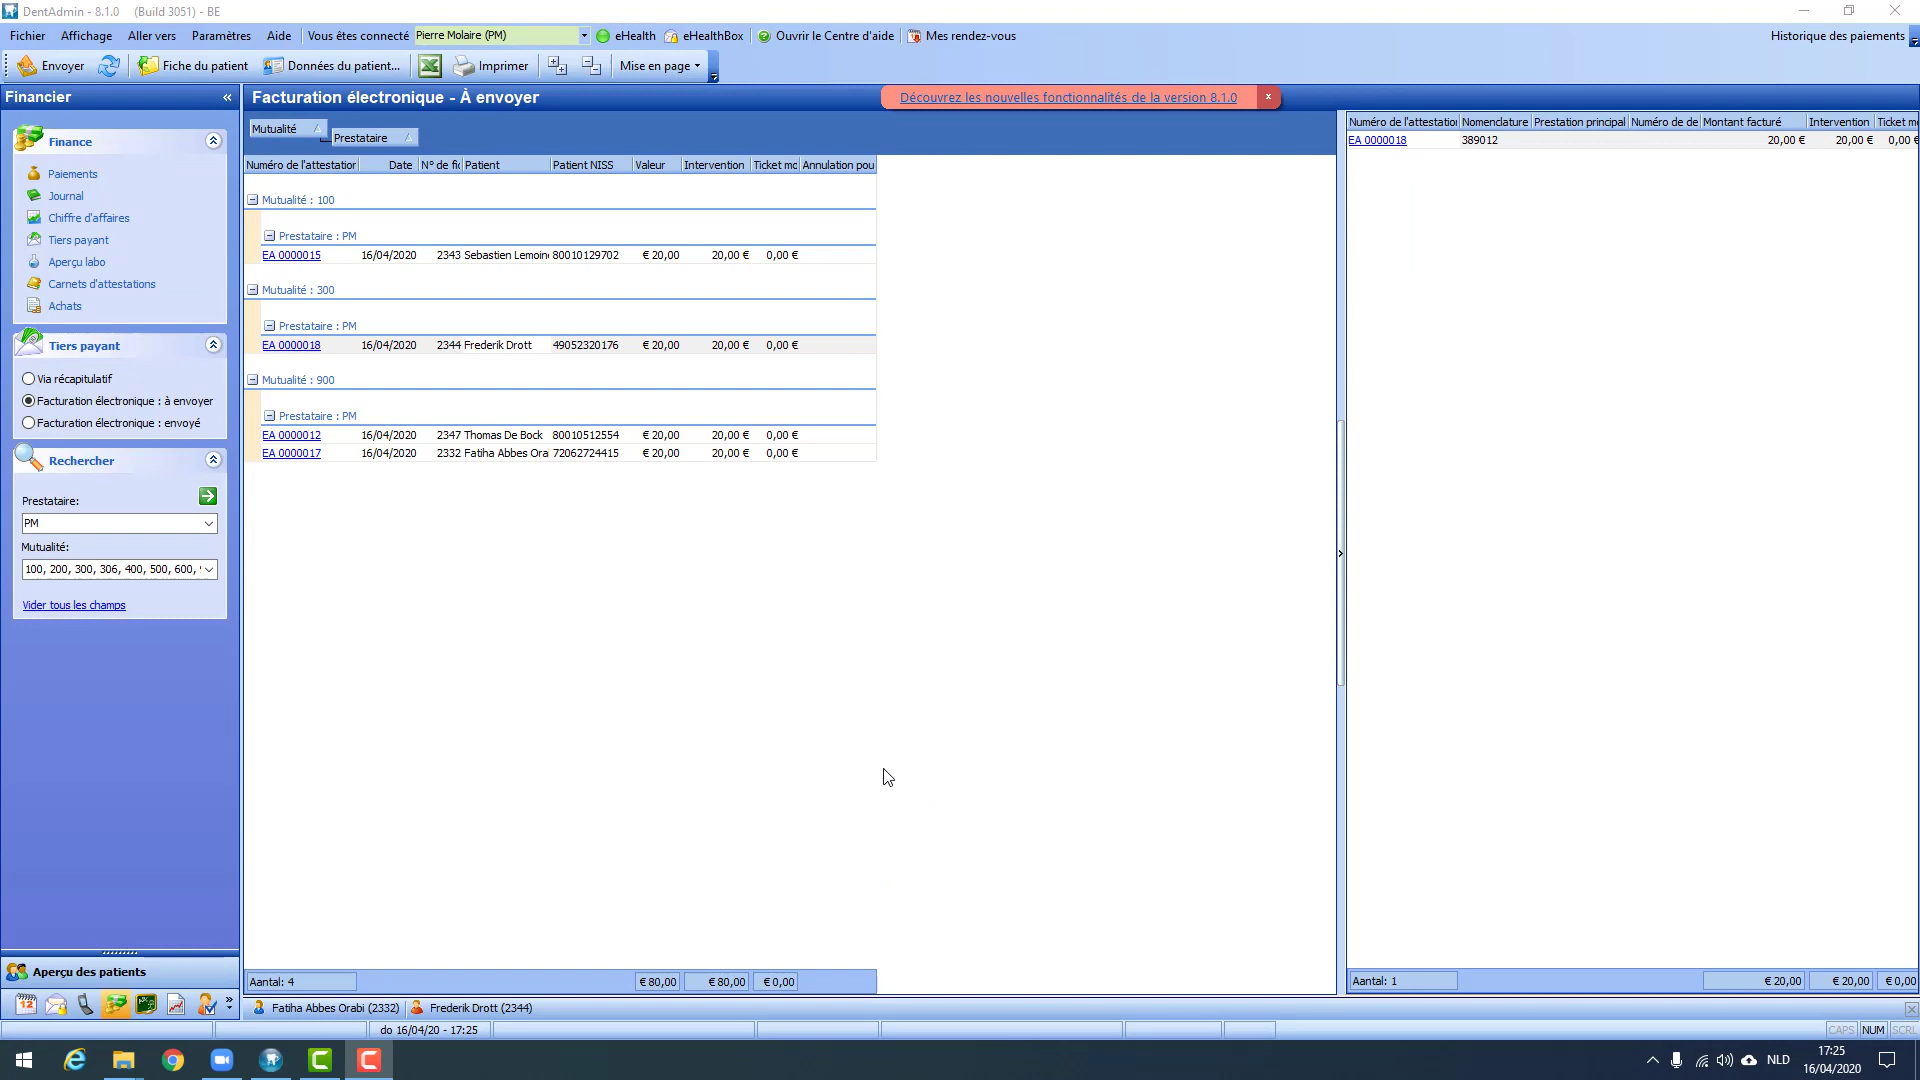 DentAdmin - 8.1.0 (Build 3051) - BE
Fichier Affichage Aller vers Paramètres Aide Vous êtes connecté Pierre Molaire (PM) eHealth eHealthBox Ouvrir le Centre d'aide Mes rendez-vous Historique des paiements
Envoyer Fiche du patient Données du patient... Imprimer Mise en page
Financier
Facturation électronique - À envoyer
Découvrez les nouvelles fonctionnalités de la version 8.1.0
Finance
Paiements
Journal
Chiffre d'affaires
Tiers payant
Aperçu labo
Carnets d'attestations
Achats
Tiers payant
Via récapitulatif
Facturation électronique : à envoyer
Facturation électronique : envoyé
Rechercher
Prestataire:
PM
Mutualité:
100, 200, 300, 306, 400, 500, 600,
Vider tous les champs
Aperçu des patients
Mutualité
Prestataire
Numéro de l'attestation Date N° de fi Patient Patient NISS Valeur Intervention Ticket mo Annulation pou
Mutualité : 100
Prestataire : PM
EA 0000015 16/04/2020 2343 Sebastien Lemoine 80010129702 € 20,00 20,00 € 0,00 €
Mutualité : 300
Prestataire : PM
EA 0000018 16/04/2020 2344 Frederik Drott 49052320176 € 20,00 20,00 € 0,00 €
Mutualité : 900
Prestataire : PM
EA 0000012 16/04/2020 2347 Thomas De Bock 80010512554 € 20,00 20,00 € 0,00 €
EA 0000017 16/04/2020 2332 Fatiha Abbes Ora 72062724415 € 20,00 20,00 € 0,00 €
Aantal: 4 € 80,00 € 80,00 € 0,00
Numéro de l'attestation Nomenclature Prestation principal Numéro de de Montant facturé Intervention Ticket mo
EA 0000018 389012 20,00 € 20,00 € 0,00 €
Aantal: 1 € 20,00 € 20,00 € 0,00
Fatiha Abbes Orabi (2332) Frederik Drott (2344)
do 16/04/20 - 17:25
CAPS NUM SCRL
NLD
17:25
16/04/2020